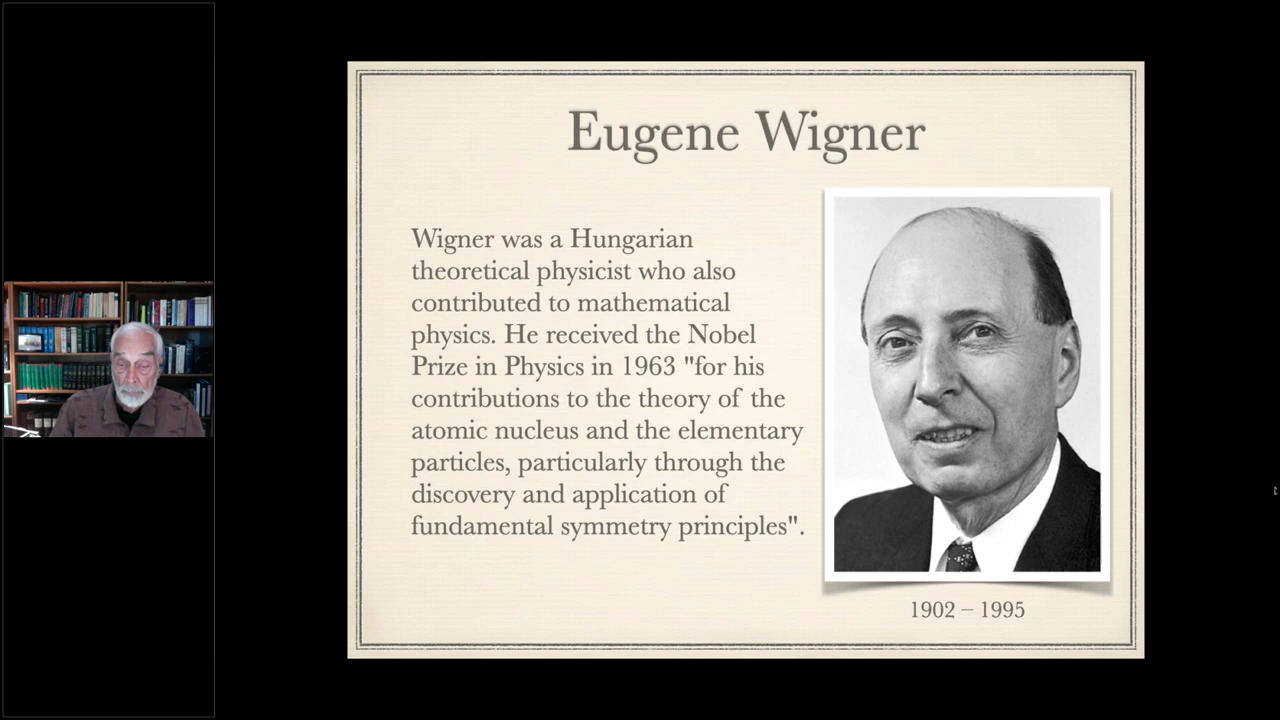 Eugene Wigner
Wigner was a Hungarian
theoretical physicist who also
contributed to mathematical
physics. He received the Nobel
Prize in Physics in 1963 "for his
contributions to the theory of the
atomic nucleus and the elementary
particles, particularly through the
discovery and application of
fundamental symmetry principles".
1902 – 1995